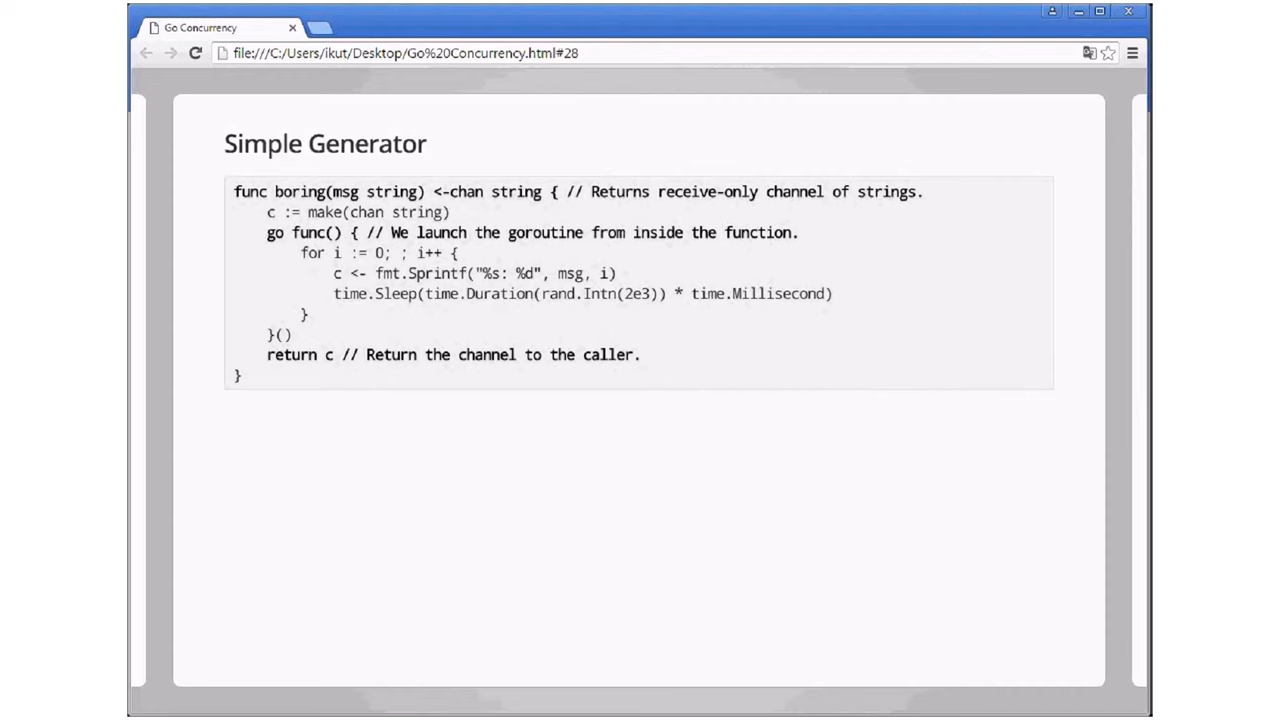 Go Concurrency
file:///C:/Users/ikut/Desktop/Go%20Concurrency.html#28
Simple Generator
func boring(msg string) <-chan string { // Returns receive-only channel of strings.
    c := make(chan string)
    go func() { // We launch the goroutine from inside the function.
        for i := 0; ; i++ {
            c <- fmt.Sprintf("%s: %d", msg, i)
            time.Sleep(time.Duration(rand.Intn(2e3)) * time.Millisecond)
        }
    }()
    return c // Return the channel to the caller.
}